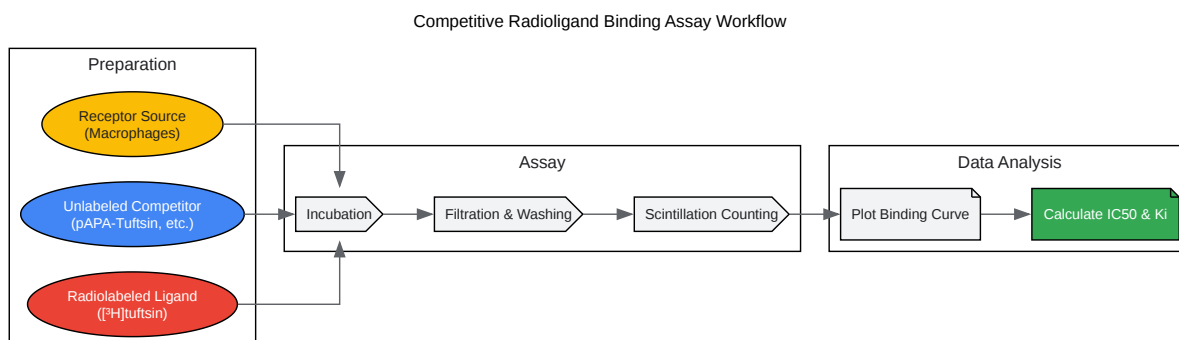 Competitive Radioligand Binding Assay Workflow
Preparation
Receptor Source
(Macrophages)
Unlabeled Competitor
(pAPA-Tuftsin, etc.)
Radiolabeled Ligand
([³H]tuftsin)
Assay
Incubation
Filtration & Washing
Scintillation Counting
Data Analysis
Plot Binding Curve
Calculate IC50 & Ki